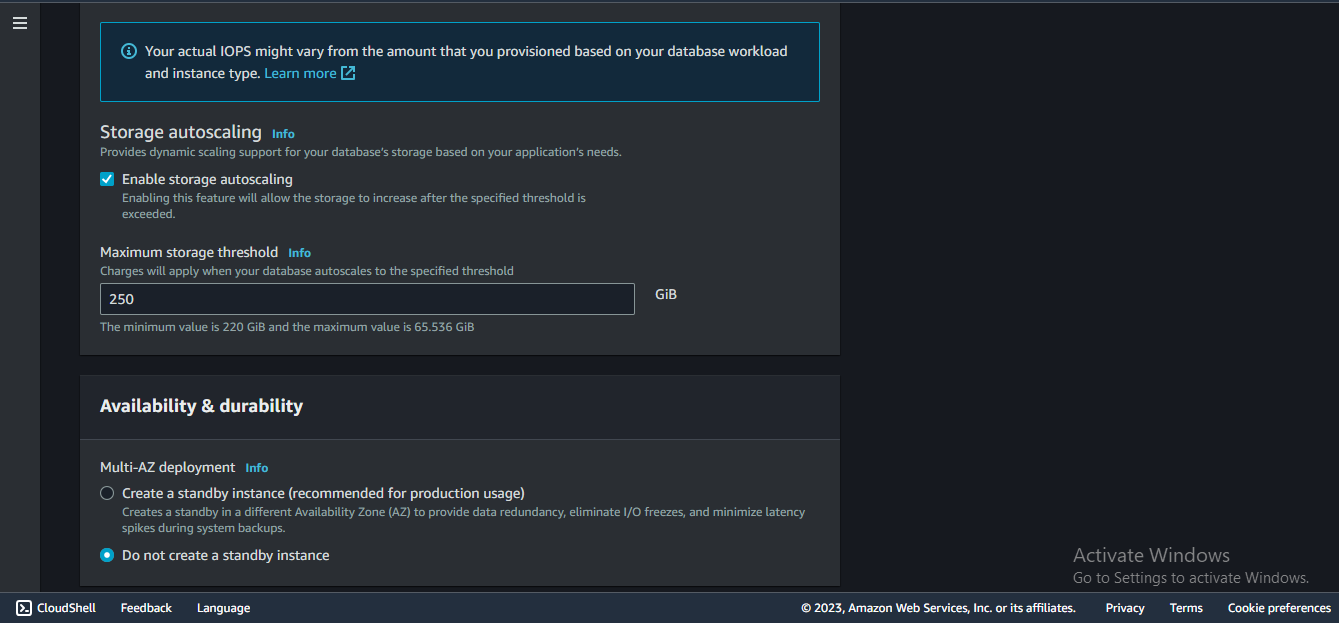 Your actual IOPS might vary from the amount that you provisioned based on your database workload
and instance type. Learn more
Storage autoscaling Info
Provides dynamic scaling support for your database's storage based on your application's needs.
Enable storage autoscaling
Enabling this feature will allow the storage to increase after the specified threshold is
exceeded.
Maximum storage threshold Info
Charges will apply when your database autoscales to the specified threshold
250 GiB
The minimum value is 220 GiB and the maximum value is 65.536 GiB
Availability & durability
Multi-AZ deployment Info
Create a standby instance (recommended for production usage)
Creates a standby in a different Availability Zone (AZ) to provide data redundancy, eliminate I/O freezes, and minimize latency
spikes during system backups.
Do not create a standby instance
Activate Windows
Go to Settings to activate Windows.
CloudShell Feedback Language © 2023, Amazon Web Services, Inc. or its affiliates. Privacy Terms Cookie preferences